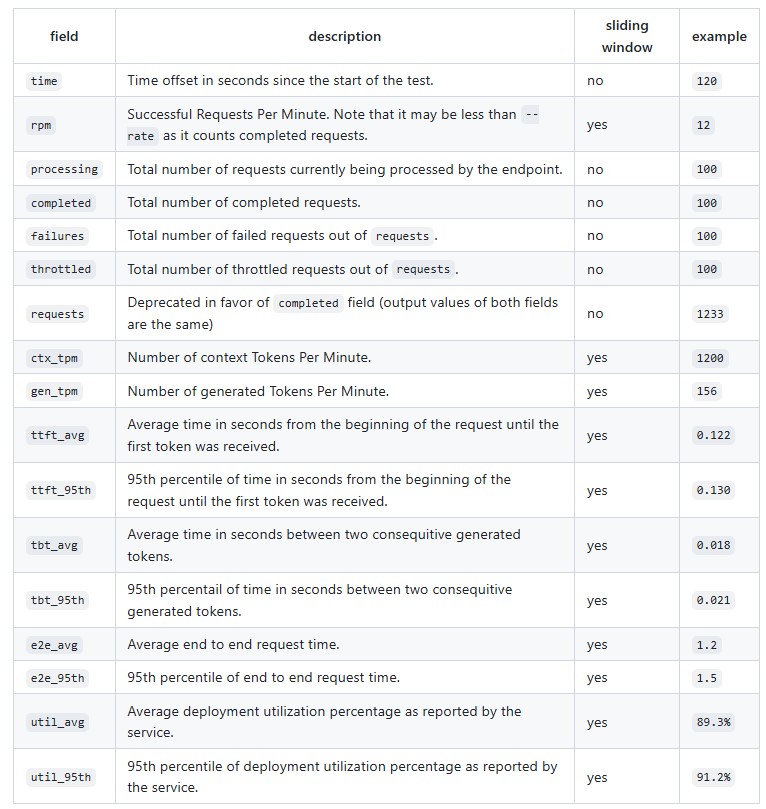 field description sliding window example
time Time offset in seconds since the start of the test. no 120
rpm Successful Requests Per Minute. Note that it may be less than --
rate as it counts completed requests. yes 12
processing Total number of requests currently being processed by the endpoint. no 100
completed Total number of completed requests. no 100
failures Total number of failed requests out of requests . no 100
throttled Total number of throttled requests out of requests . no 100
requests Deprecated in favor of completed field (output values of both fields
are the same) no 1233
ctx_tpm Number of context Tokens Per Minute. yes 1200
gen_tpm Number of generated Tokens Per Minute. yes 156
ttft_avg Average time in seconds from the beginning of the request until the
first token was received. yes 0.122
ttft_95th 95th percentile of time in seconds from the beginning of the
request until the first token was received. yes 0.130
tbt_avg Average time in seconds between two consequitive generated
tokens. yes 0.018
tbt_95th 95th percentail of time in seconds between two consequitive
generated tokens. yes 0.021
e2e_avg Average end to end request time. yes 1.2
e2e_95th 95th percentile of end to end request time. yes 1.5
util_avg Average deployment utilization percentage as reported by the
service. yes 89.3%
util_95th 95th percentile of deployment utilization percentage as reported by
the service. yes 91.2%